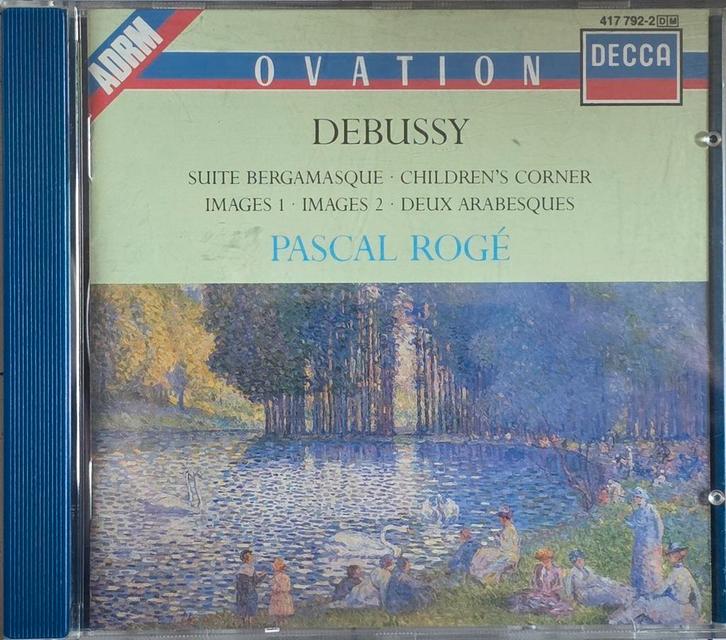 417 792-2 DM
ADRM
OVATION
DECCA
DEBUSSY
SUITE BERGAMASQUE · CHILDREN'S CORNER
IMAGES 1 · IMAGES 2 · DEUX ARABESQUES
PASCAL ROGÉ